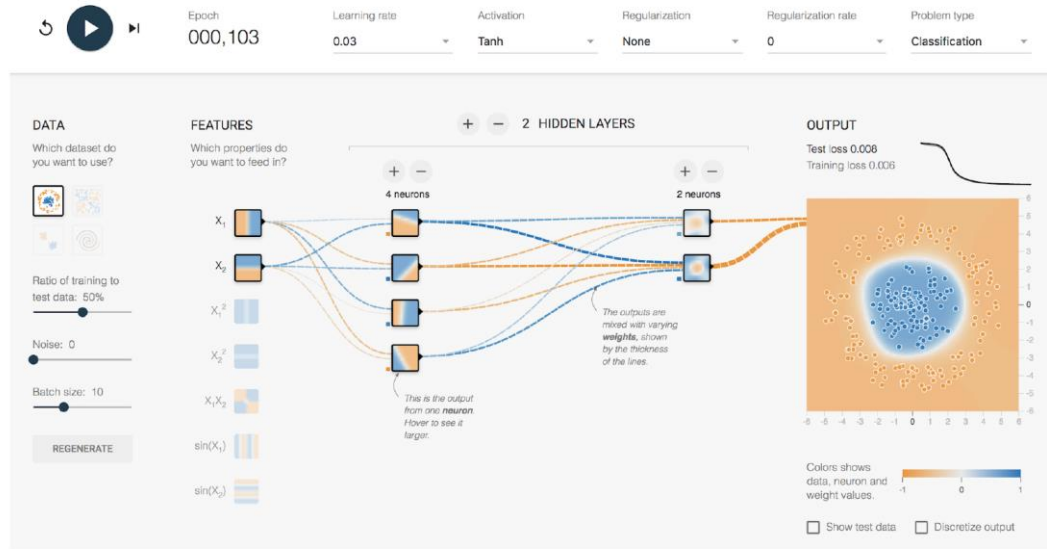 Epoch
000,103
Learning rate
0.03
Activation
Tanh
Regularization
None
Regularization rate
0
Problem type
Classification
DATA
Which dataset do
you want to use?
Ratio of training to
test data: 50%
Noise: 0
Batch size: 10
REGENERATE
FEATURES
Which properties do
you want to feed in?
X₁
X₂
X₁²
X₂²
X₁X₂
sin(X₁)
sin(X₂)
+ − 2 HIDDEN LAYERS
+ −
4 neurons
+ −
2 neurons
This is the output
from one neuron.
Hover to see it
larger.
The outputs are
mixed with varying
weights, shown
by the thickness
of the lines.
OUTPUT
Test loss 0.008
Training loss 0.006
6
5
4
3
2
1
0
-1
-2
-3
-4
-5
-6
-6 -5 -4 -3 -2 -1 0 1 2 3 4 5 6
Colors shows
data, neuron and
weight values.
-1 0 1
Show test data
Discretize output